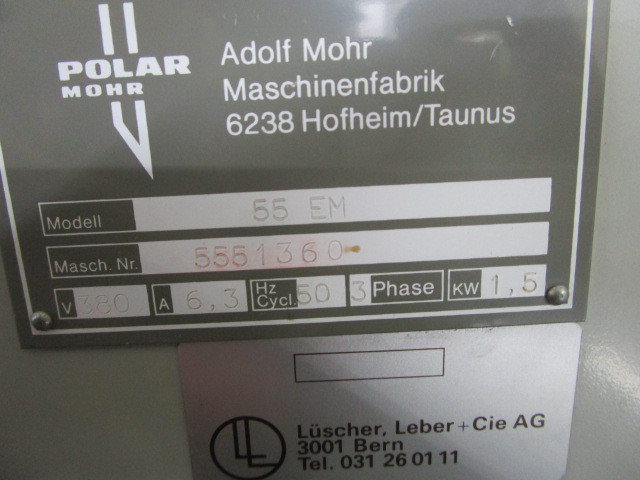 POLAR
MOHR
Adolf Mohr
Maschinenfabrik
6238 Hofheim/Taunus
Modell 55 EM
Masch. Nr. 5551360
V 380 A 6,3 Hz Cycl. 50 3 Phase KW 1,5
LL
Lüscher, Leber + Cie AG
3001 Bern
Tel. 031 26 01 11